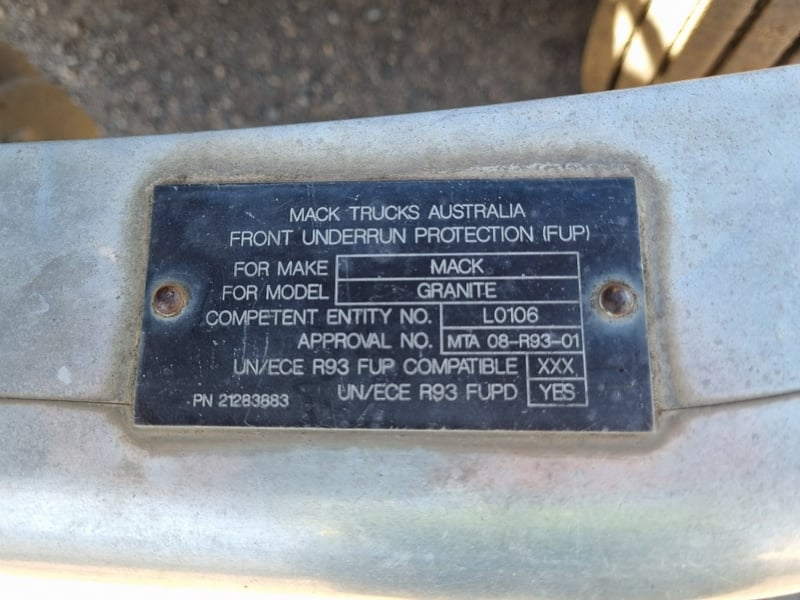 MACK TRUCKS AUSTRALIA
FRONT UNDERRUN PROTECTION (FUP)
FOR MAKE MACK
FOR MODEL GRANITE
COMPETENT ENTITY NO. L0106
APPROVAL NO. MTA 08-R93-01
UN/ECE R93 FUP COMPATIBLE XXX
UN/ECE R93 FUPD YES
PN 21283883